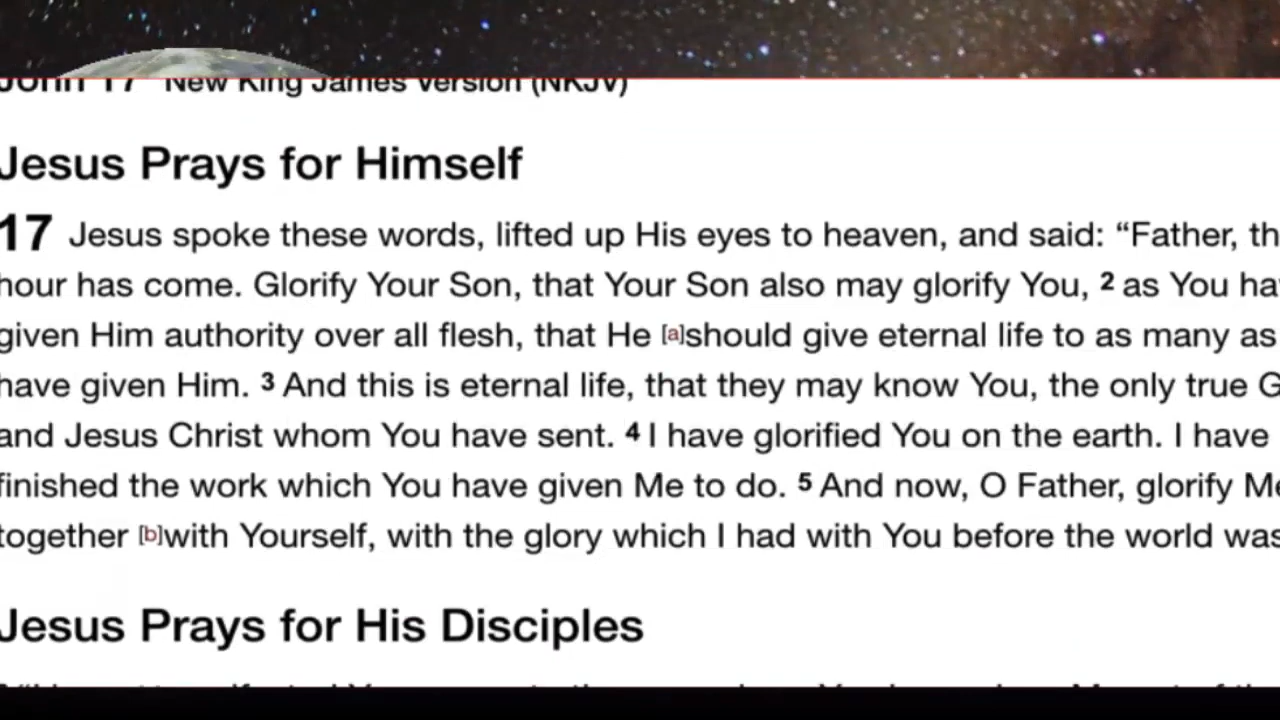 John 17 New King James Version (NKJV)
Jesus Prays for Himself
17 Jesus spoke these words, lifted up His eyes to heaven, and said: “Father, th
hour has come. Glorify Your Son, that Your Son also may glorify You, 2 as You hav
given Him authority over all flesh, that He [a]should give eternal life to as many as
have given Him. 3 And this is eternal life, that they may know You, the only true G
and Jesus Christ whom You have sent. 4 I have glorified You on the earth. I have
finished the work which You have given Me to do. 5 And now, O Father, glorify Me
together [b]with Yourself, with the glory which I had with You before the world was
Jesus Prays for His Disciples